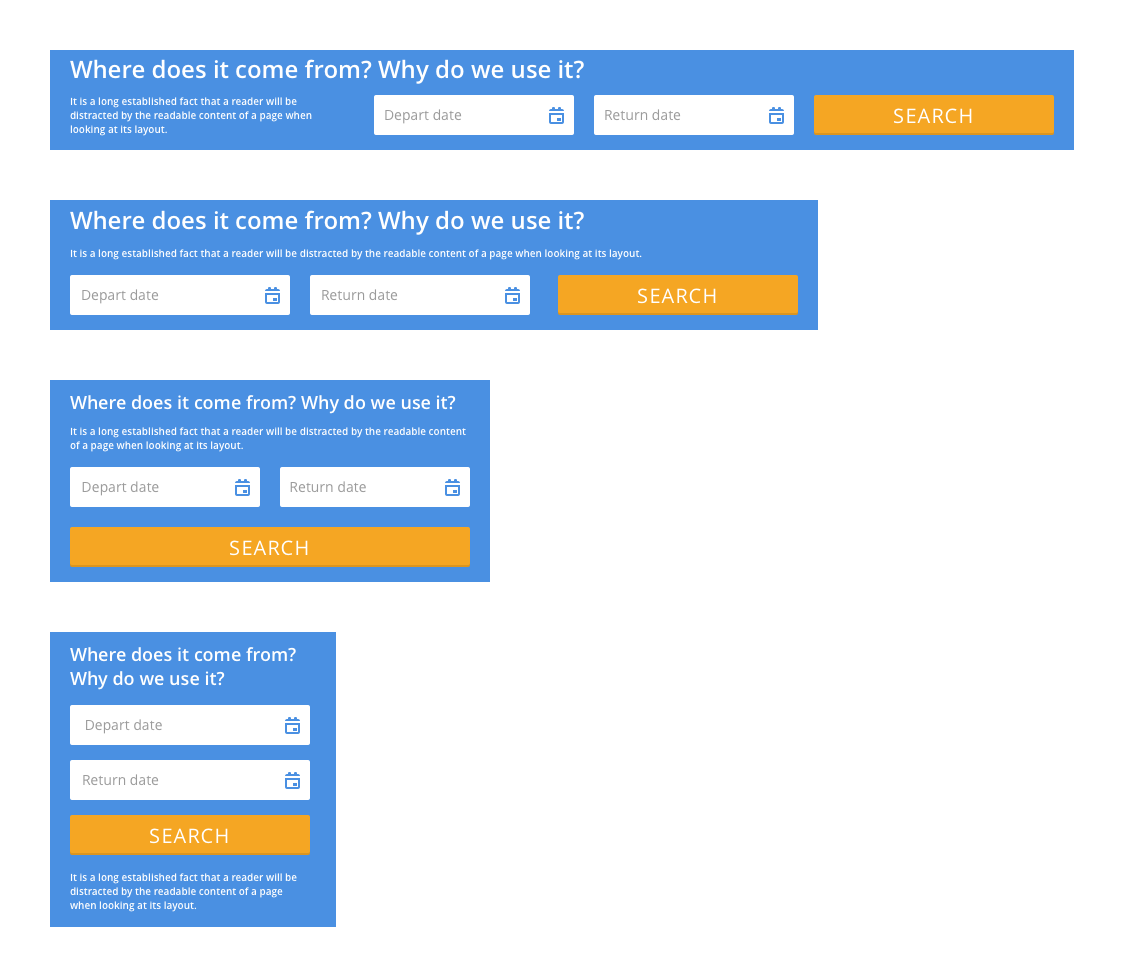 Where does it come from? Why do we use it?
It is a long established fact that a reader will be
distracted by the readable content of a page when
looking at its layout.
Depart date
Return date
SEARCH
Where does it come from? Why do we use it?
It is a long established fact that a reader will be distracted by the readable content of a page when looking at its layout.
Depart date
Return date
SEARCH
Where does it come from? Why do we use it?
It is a long established fact that a reader will be distracted by the readable content
of a page when looking at its layout.
Depart date
Return date
SEARCH
Where does it come from?
Why do we use it?
Depart date
Return date
SEARCH
It is a long established fact that a reader will be
distracted by the readable content of a page
when looking at its layout.